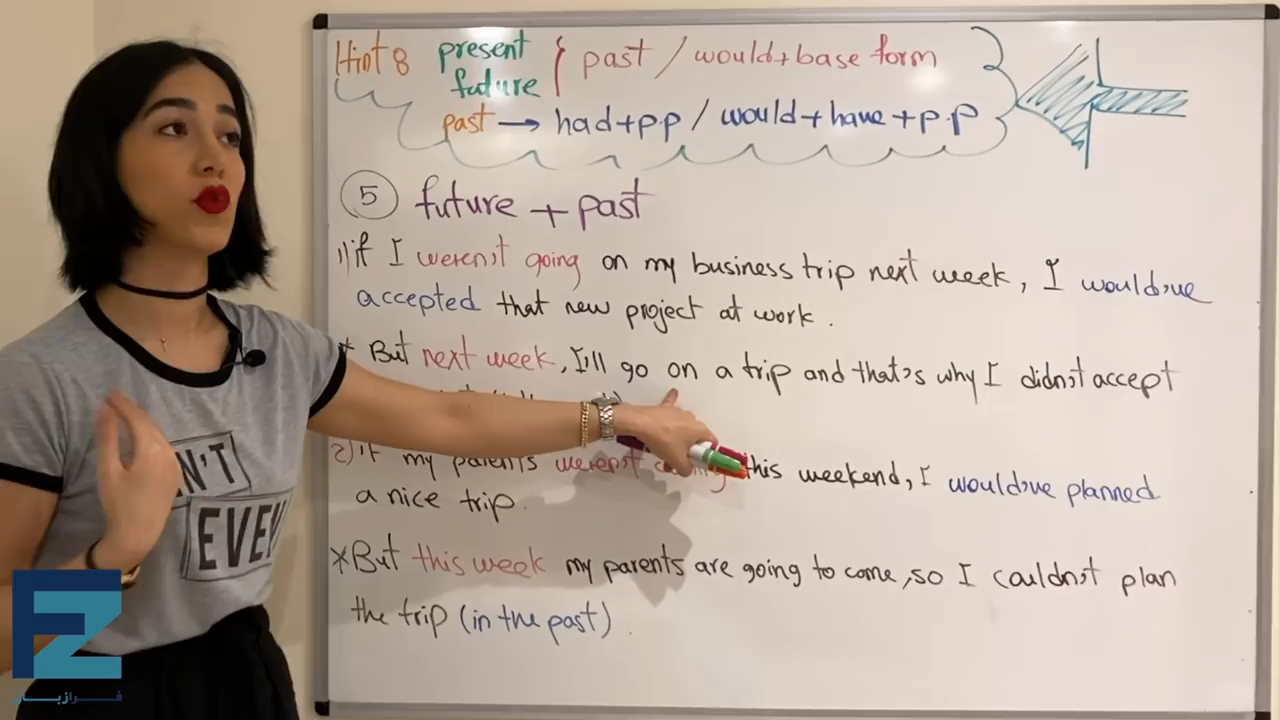 Hint 8 present { past / would+base form
future
past → had+p.p / would+have+p.p
5 future + past
1) if I weren't going on my business trip next week, I would've
accepted that new project at work.
* But next week, I'll go on a trip and that's why I didn't accept
2) if my parents weren't this weekend, I would've planned
a nice trip.
*But this week my parents are going to come, so I couldn't plan
the trip (in the past).
N'T
EVEN
FZ